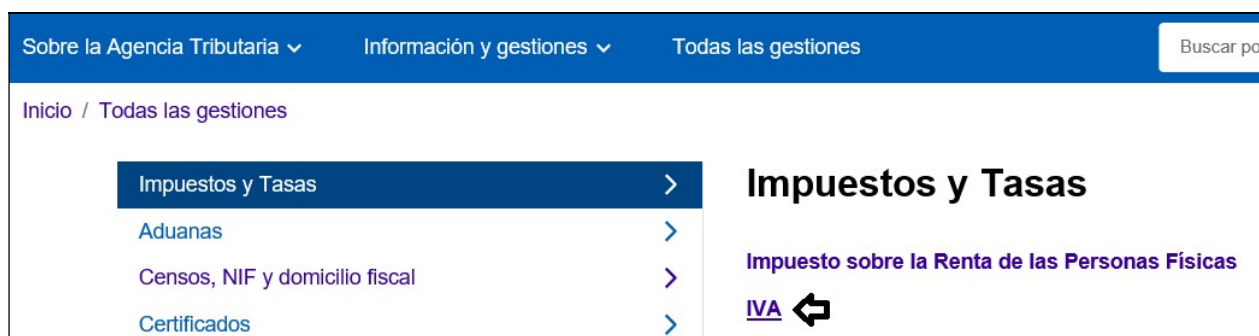 Sobre la Agencia Tributaria
Información y gestiones
Todas las gestiones
Buscar
Inicio / Todas las gestiones
Impuestos y Tasas
Aduanas
Censos, NIF y domicilio fiscal
Certificados
Impuestos y Tasas
Impuesto sobre la Renta de las Personas Físicas
IVA